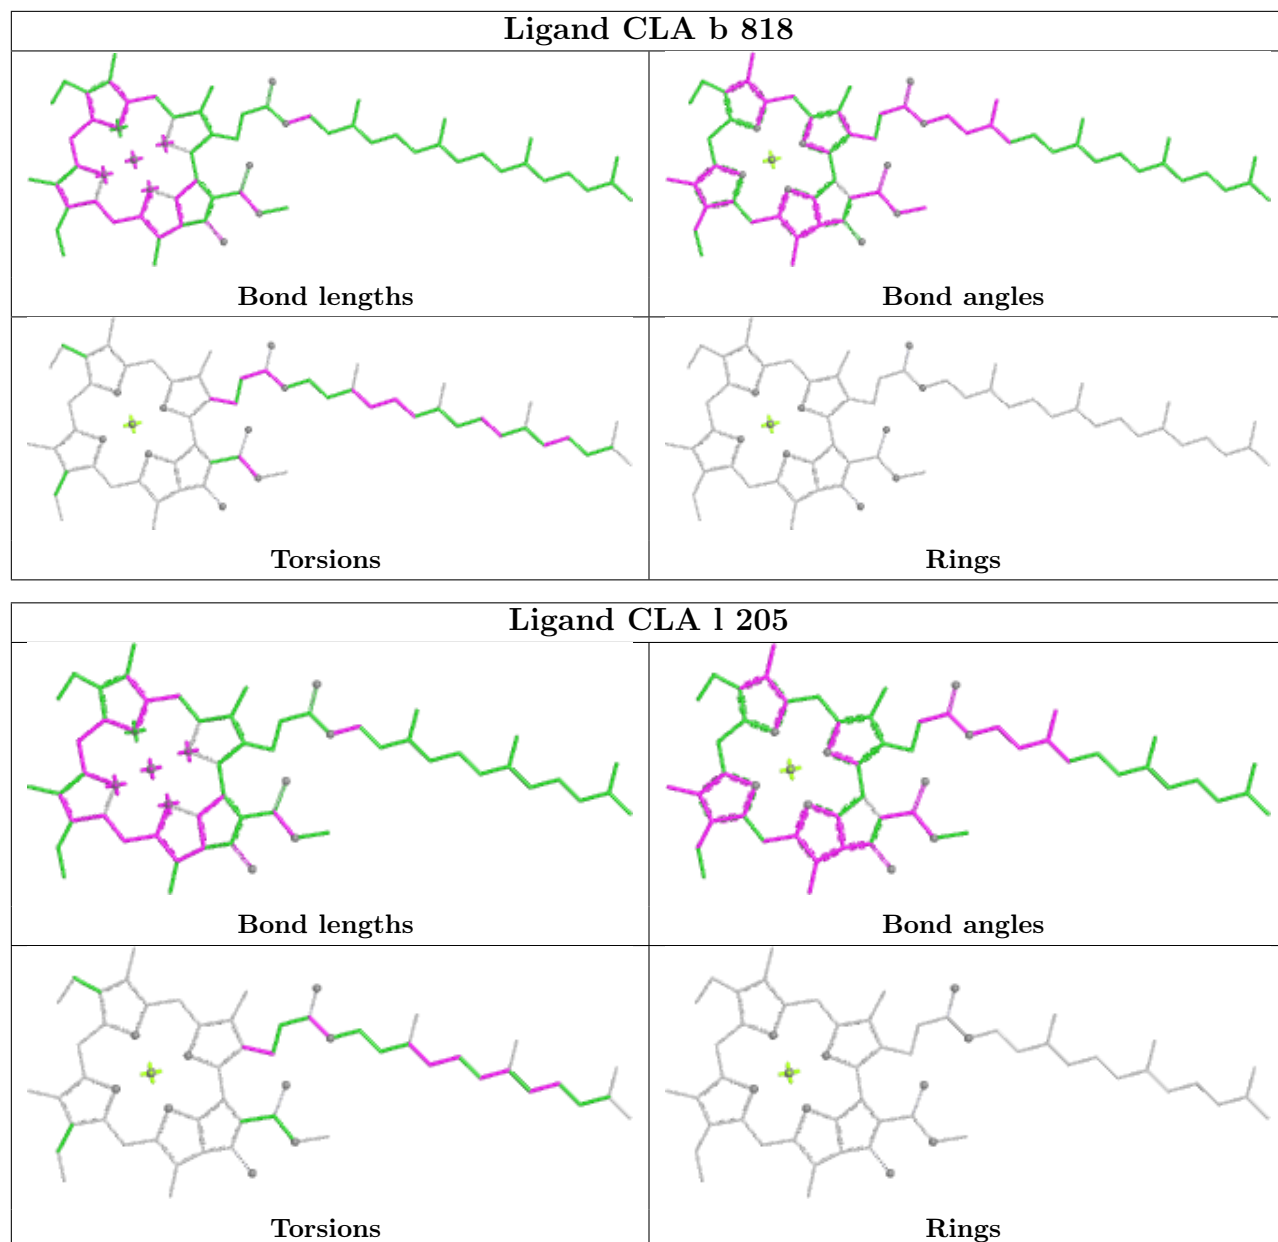 Ligand CLA b 818
Bond lengths
Bond angles
Torsions
Rings
Ligand CLA l 205
Bond lengths
Bond angles
Torsions
Rings